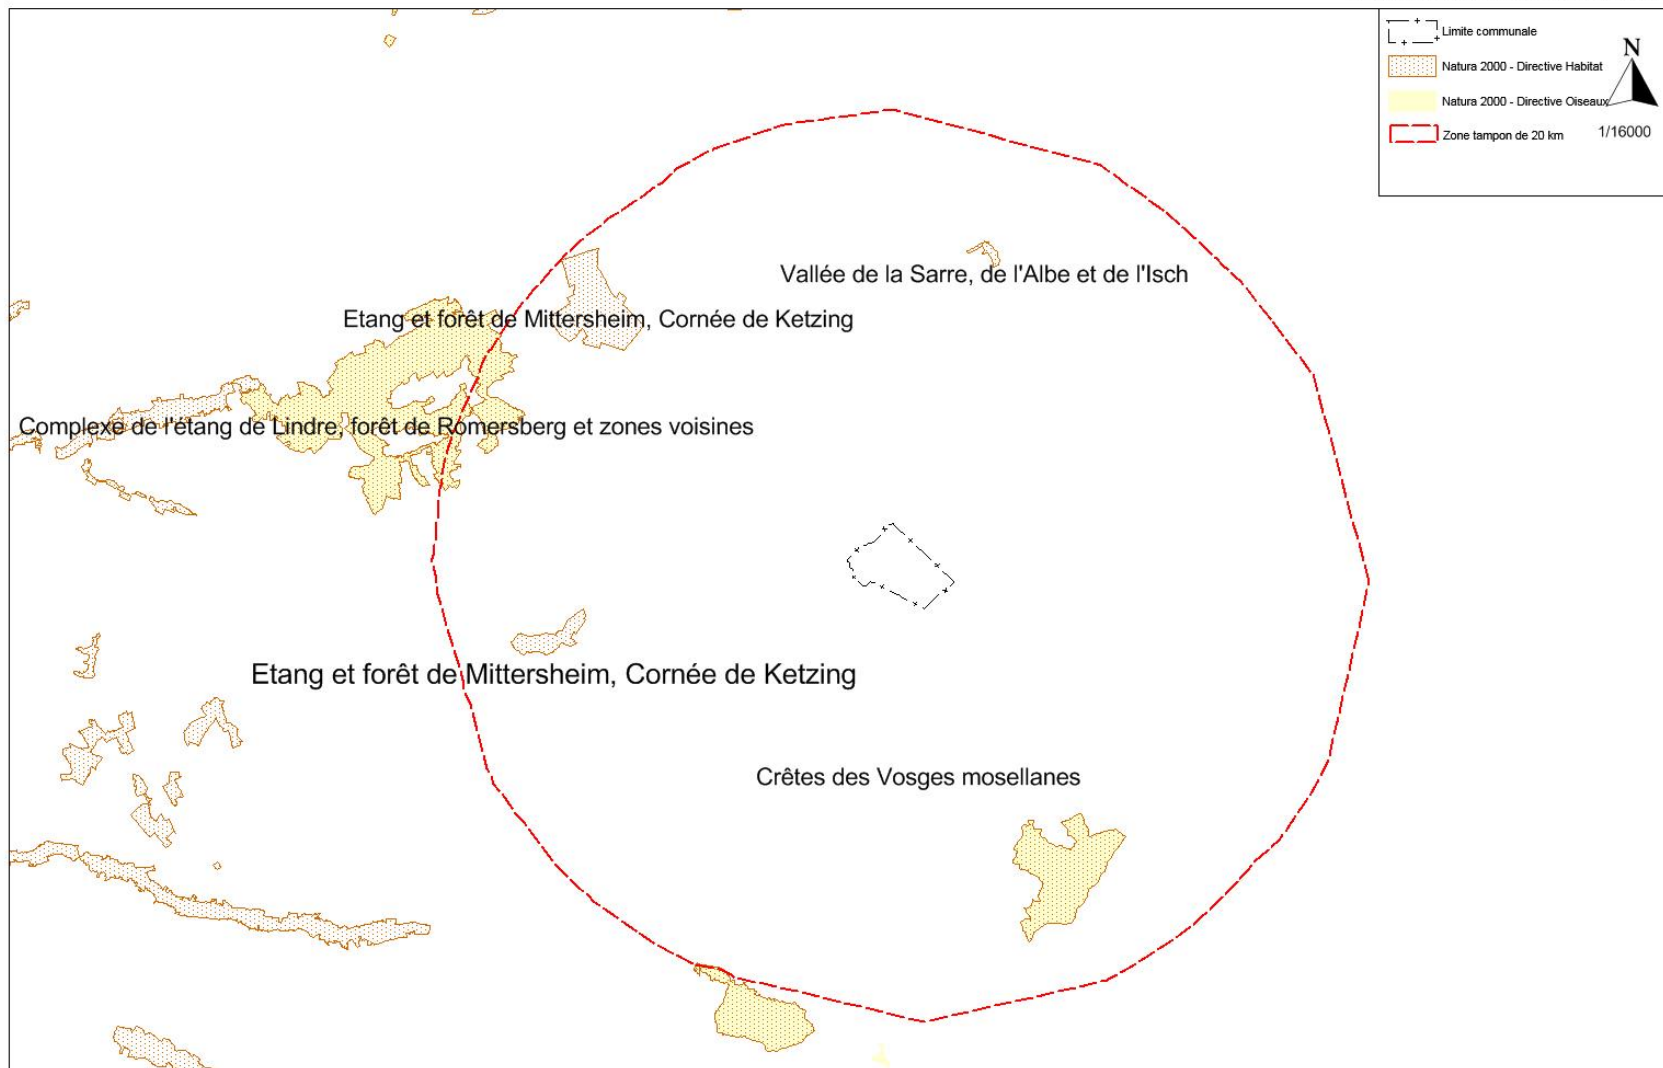 Limite communale
Natura 2000 - Directive Habitat
Natura 2000 - Directive Oiseaux
Zone tampon de 20 km
N
1/16000
Vallée de la Sarre, de l'Albe et de l'Isch
Etang et forêt de Mittersheim, Cornée de Ketzing
Complexe de l'étang de Lindre, forêt de Römersberg et zones voisines
Etang et forêt de Mittersheim, Cornée de Ketzing
Crêtes des Vosges mosellanes